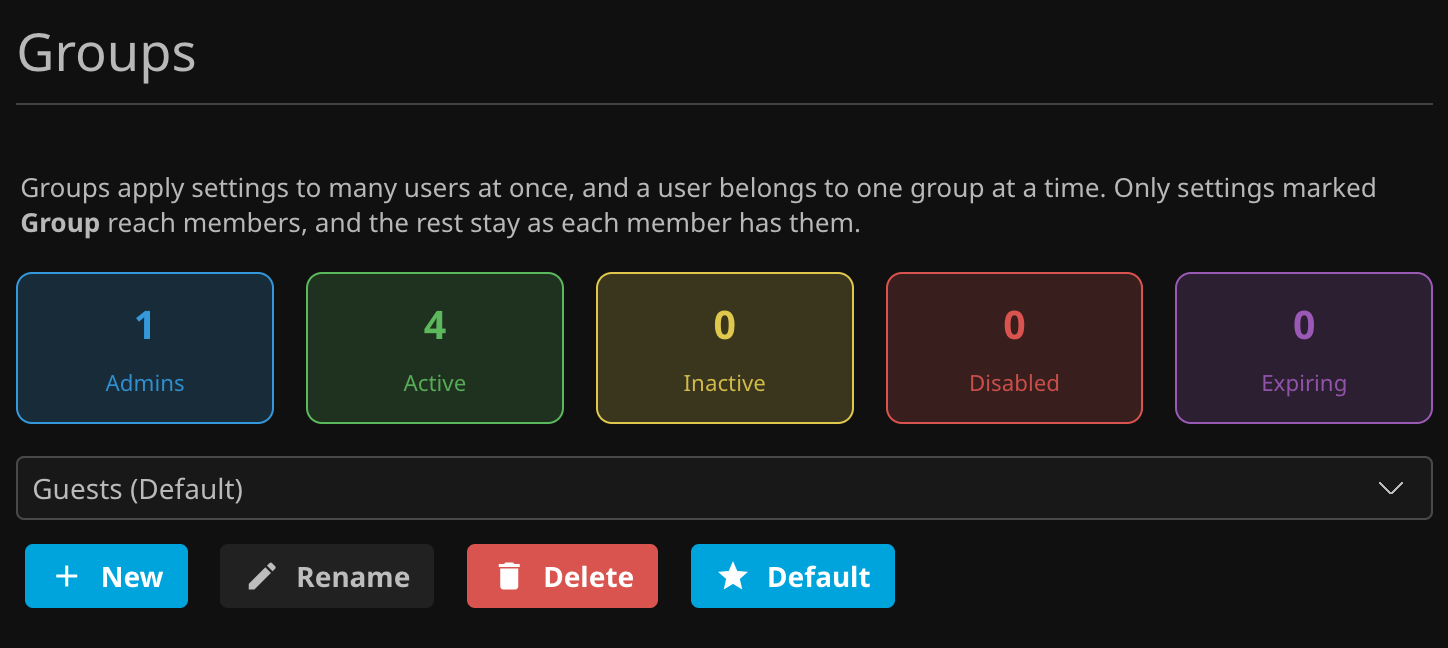 Groups
Groups apply settings to many users at once, and a user belongs to one group at a time. Only settings marked
Group reach members, and the rest stay as each member has them.
1
Admins
4
Active
0
Inactive
0
Disabled
0
Expiring
Guests (Default)
New
Rename
Delete
Default